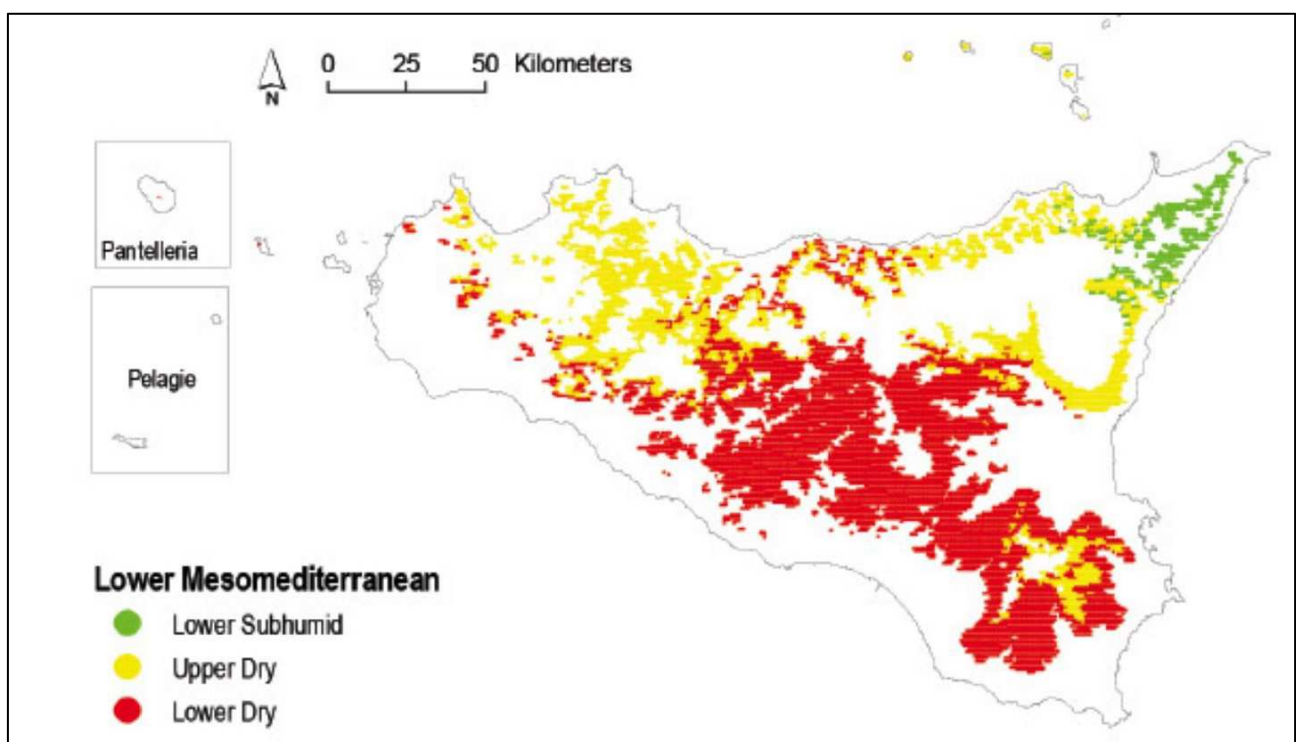 0 25 50 Kilometers
N
Pantelleria
Pelagie
Lower Mesomediterranean
Lower Subhumid
Upper Dry
Lower Dry